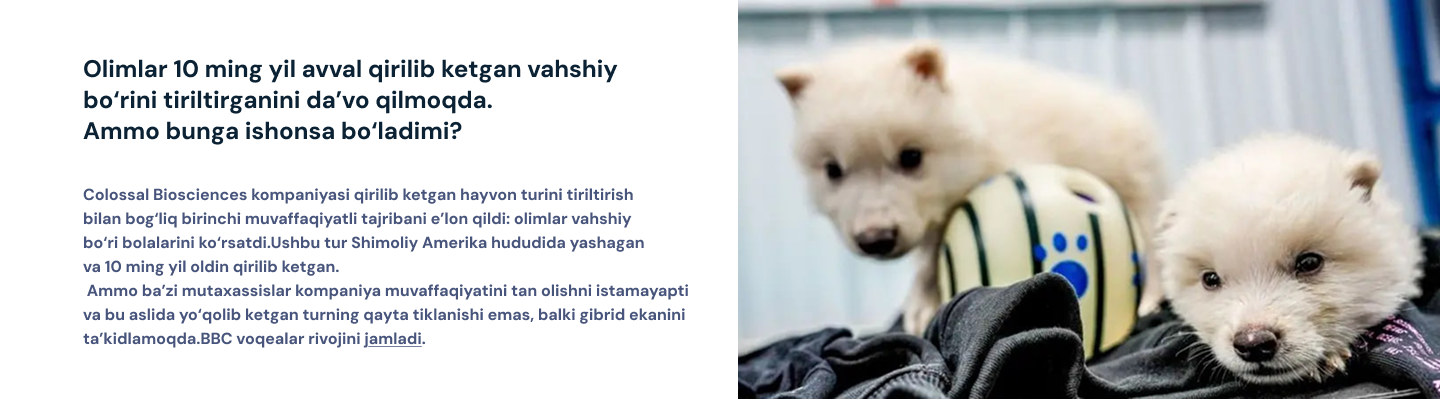 Olimlar 10 ming yil avval qirilib ketgan vahshiy
bo‘rini tiriltirganini da’vo qilmoqda.
Ammo bunga ishonsa bo‘ladimi?
Colossal Biosciences kompaniyasi qirilib ketgan hayvon turini tiriltirish
bilan bog‘liq birinchi muvaffaqiyatli tajribani e’lon qildi: olimlar vahshiy
bo‘ri bolalarini ko‘rsatdi.Ushbu tur Shimoliy Amerika hududida yashagan
va 10 ming yil oldin qirilib ketgan.
Ammo ba’zi mutaxassislar kompaniya muvaffaqiyatini tan olishni istamayapti
va bu aslida yo‘qolib ketgan turning qayta tiklanishi emas, balki gibrid ekanini
ta’kidlamoqda.BBC voqealar rivojini jamladi.